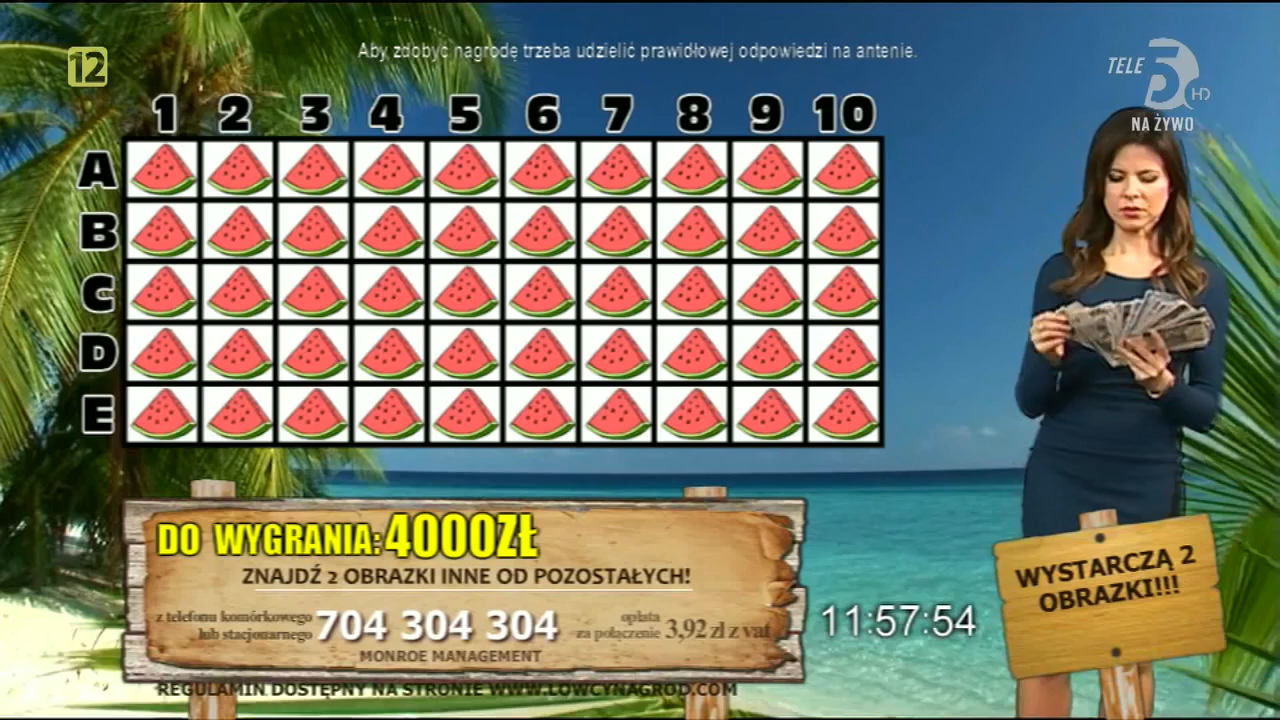 Aby zdobyć nagrodę trzeba udzielić prawidłowej odpowiedzi na antenie.
12
TELE 5 HD
NA ŻYWO
1 2 3 4 5 6 7 8 9 10
A
B
C
D
E
DO WYGRANIA: 4000ZŁ
ZNAJDŹ 2 OBRAZKI INNE OD POZOSTAŁYCH!
z telefonu komórkowego
lub stacjonarnego
704 304 304
opłata
za połączenie
3,92 zł z vat
MONROE MANAGEMENT
REGULAMIN DOSTĘPNY NA STRONIE WWW.LOWCYNAGROD.COM
11:57:54
WYSTARCZĄ 2
OBRAZKI!!!